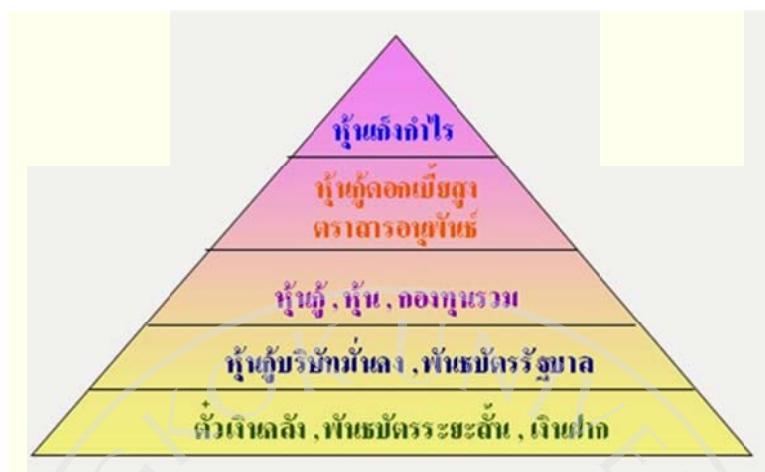 หุ้นเก็งกำไร
หุ้นกู้ดอกเบี้ยสูง
ตราสารอนุพันธ์
หุ้นกู้ , หุ้น , กองทุนรวม
หุ้นกู้บริษัทมั่นคง , พันธบัตรรัฐบาล
ตั๋วเงินคลัง , พันธบัตรระยะสั้น , เงินฝาก